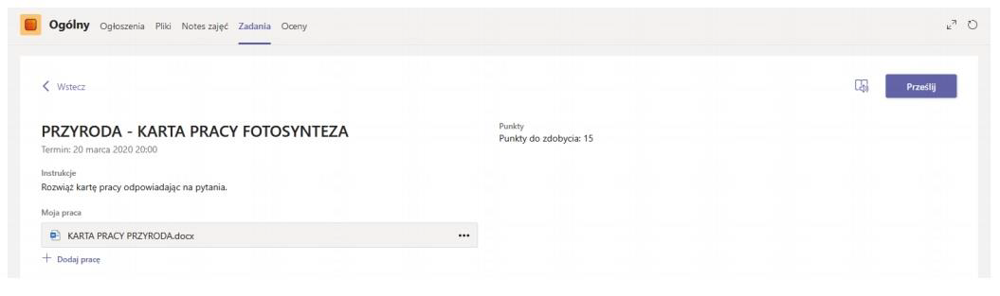 Ogólny Ogłoszenia Pliki Notes zajęć Zadania Oceny
Wstecz
Prześlij
PRZYRODA - KARTA PRACY FOTOSYNTEZA
Termin: 20 marca 2020 20:00
Punkty
Punkty do zdobycia: 15
Instrukcje
Rozwiąż kartę pracy odpowiadając na pytania.
Moja praca
KARTA PRACY PRZYRODA.docx
Dodaj pracę